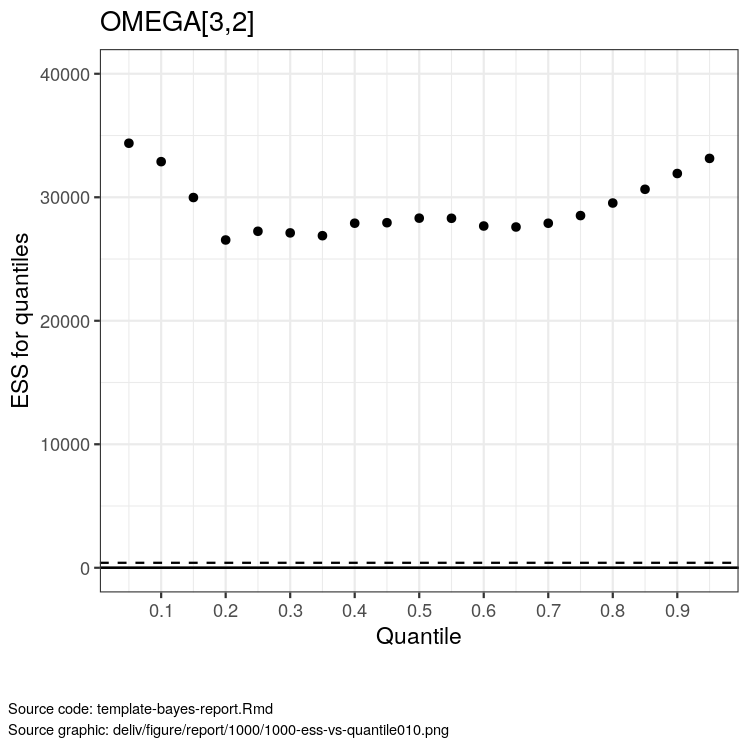 OMEGA[3,2]
ESS for quantiles
40000
30000
20000
10000
0
0.1 0.2 0.3 0.4 0.5 0.6 0.7 0.8 0.9
Quantile
Source code: template-bayes-report.Rmd
Source graphic: deliv/figure/report/1000/1000-ess-vs-quantile010.png